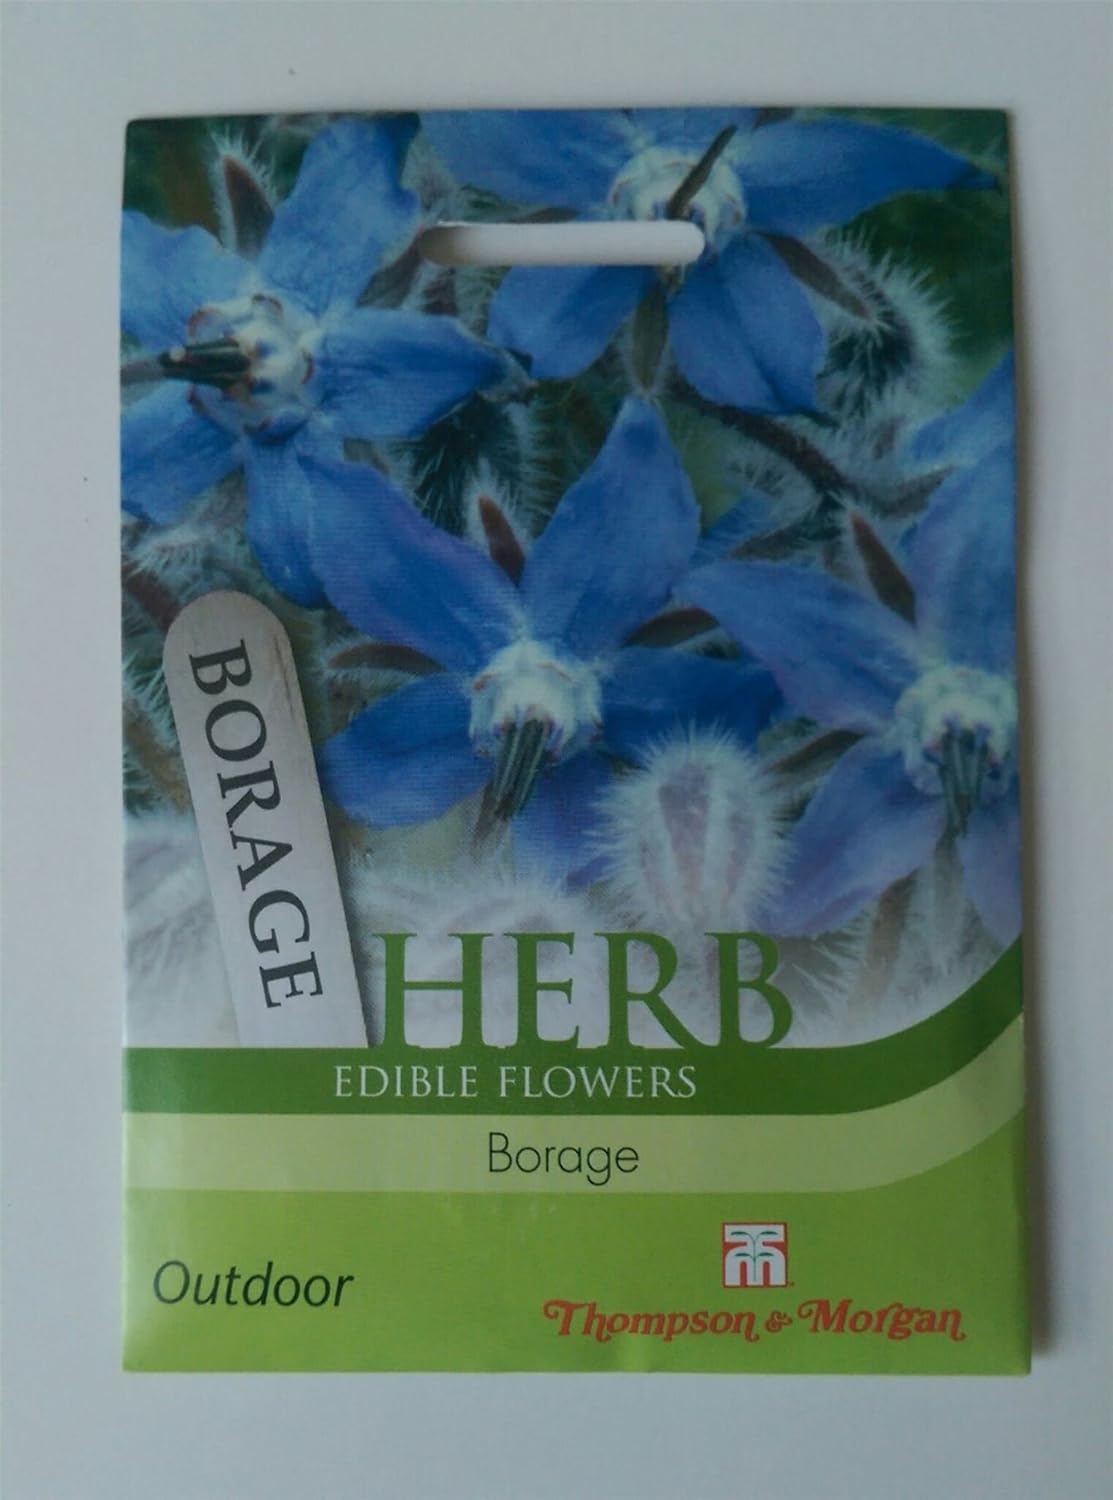 BORAGE
HERB
EDIBLE FLOWERS
Borage
Outdoor
Thompson & Morgan